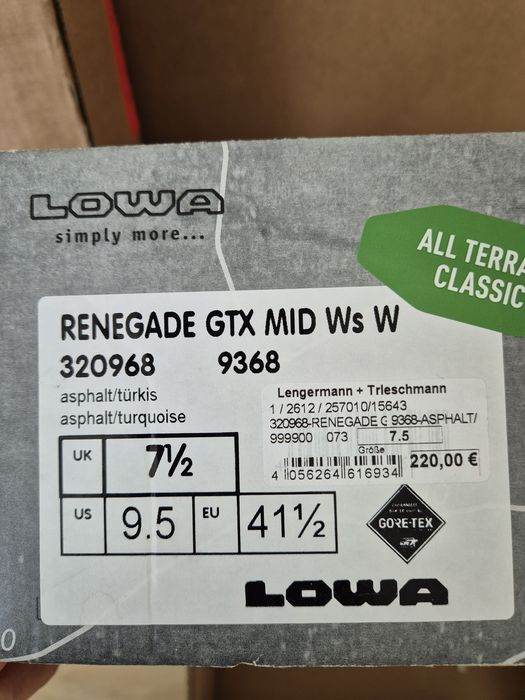 LOWA
simply more...
ALL TERRA
CLASSIC
RENEGADE GTX MID Ws W
320968 9368
asphalt/türkis
asphalt/turquoise
Lengermann + Trieschmann
1 / 2612 / 257010/15643
320968-RENEGADE G 9368-ASPHALT/
999900 073 7.5
Größe
220,00 €
4 056264 616934
UK 7½
US 9.5 EU 41½
GORE-TEX
LOWA
0